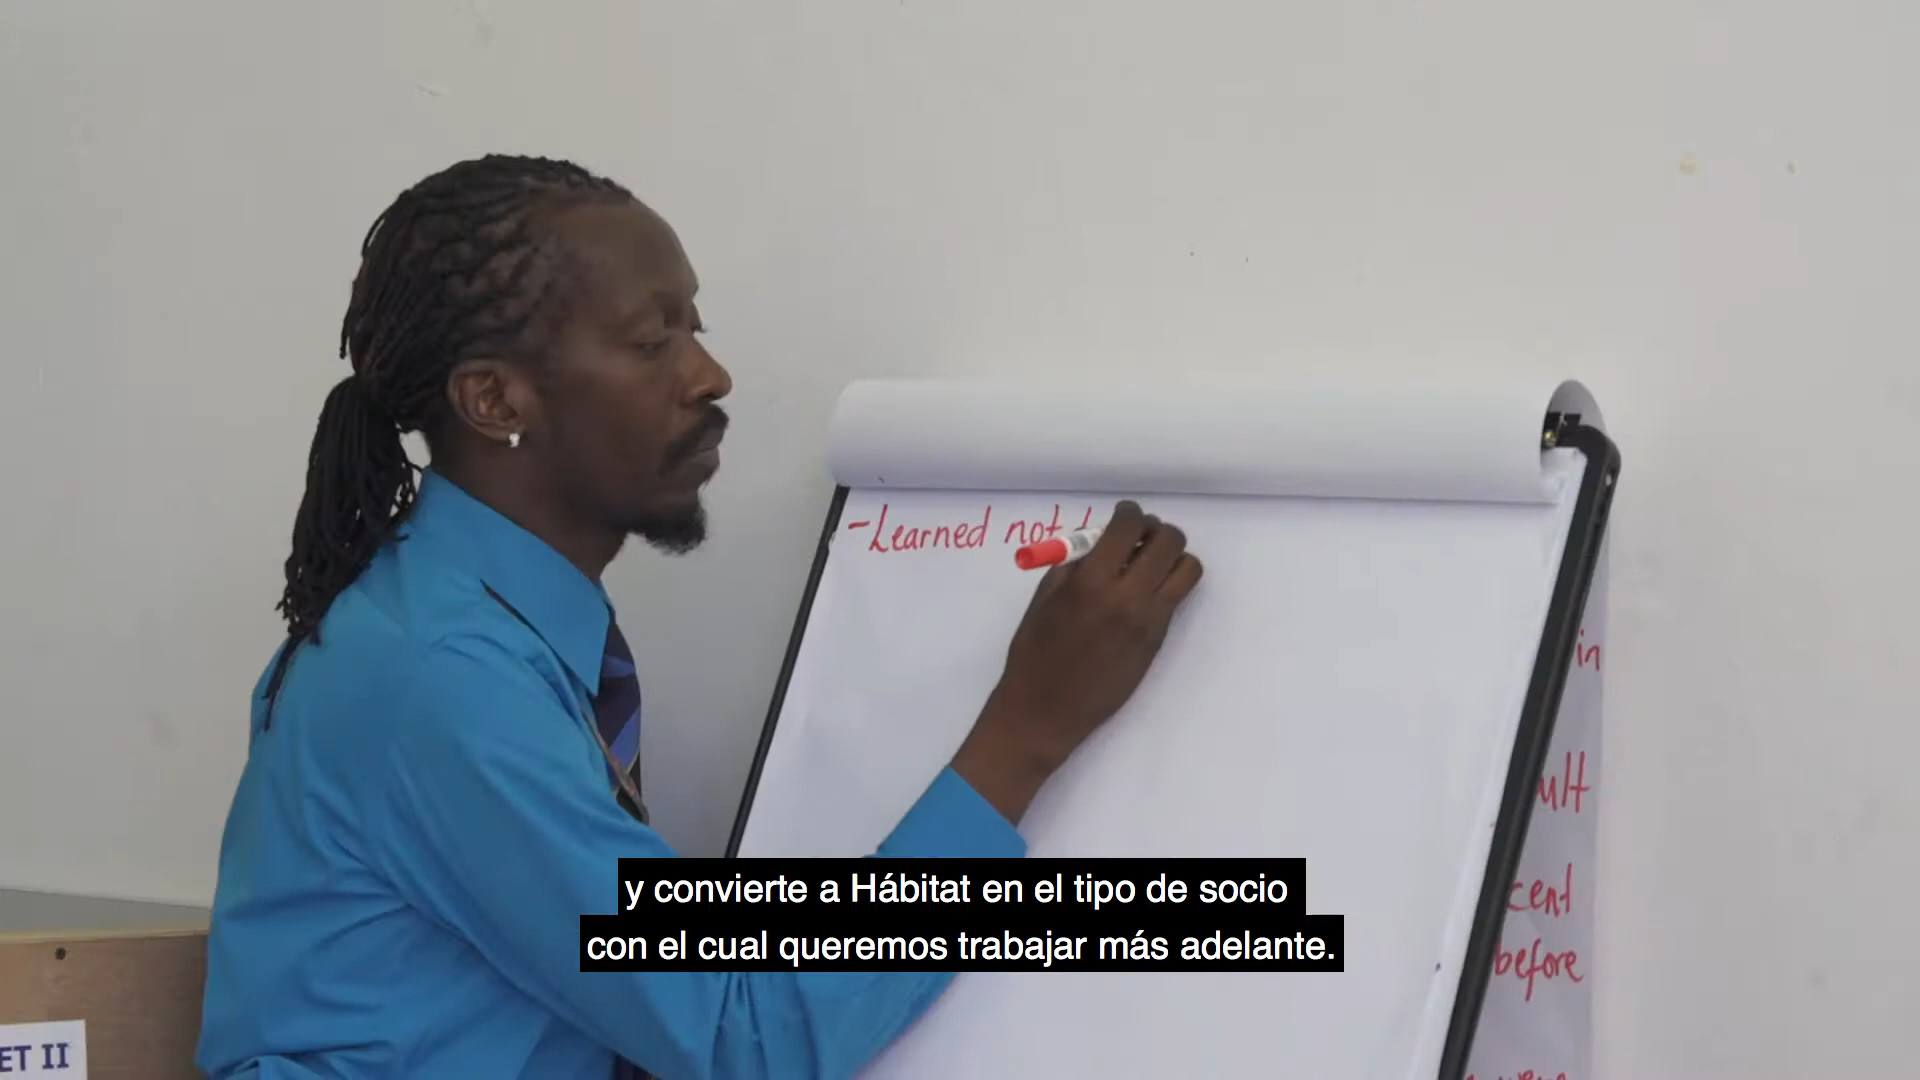 -Learned not
in
ult
cent
before
y convierte a Hábitat en el tipo de socio
con el cual queremos trabajar más adelante.
ET II